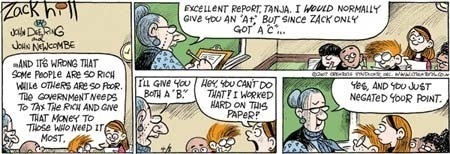 Zack Hill
BY
JOHN DEERING
AND
JOHN NEWCOMBE
...AND IT'S WRONG THAT
SOME PEOPLE ARE SO RICH
WHILE OTHERS ARE SO POOR.
THE GOVERNMENT NEEDS
TO TAX THE RICH AND GIVE
THAT MONEY TO
THOSE WHO NEED IT
MOST.
EXCELLENT REPORT, TANJA. I WOULD NORMALLY
GIVE YOU AN "A+," BUT SINCE ZACK ONLY
GOT A "C"...
©2007 CREATORS SYNDICATE, INC.
I'LL GIVE YOU
BOTH A "B."
HEY, YOU CAN'T DO
THAT! I WORKED
HARD ON THIS
PAPER!
YES, AND YOU JUST
NEGATED YOUR POINT.